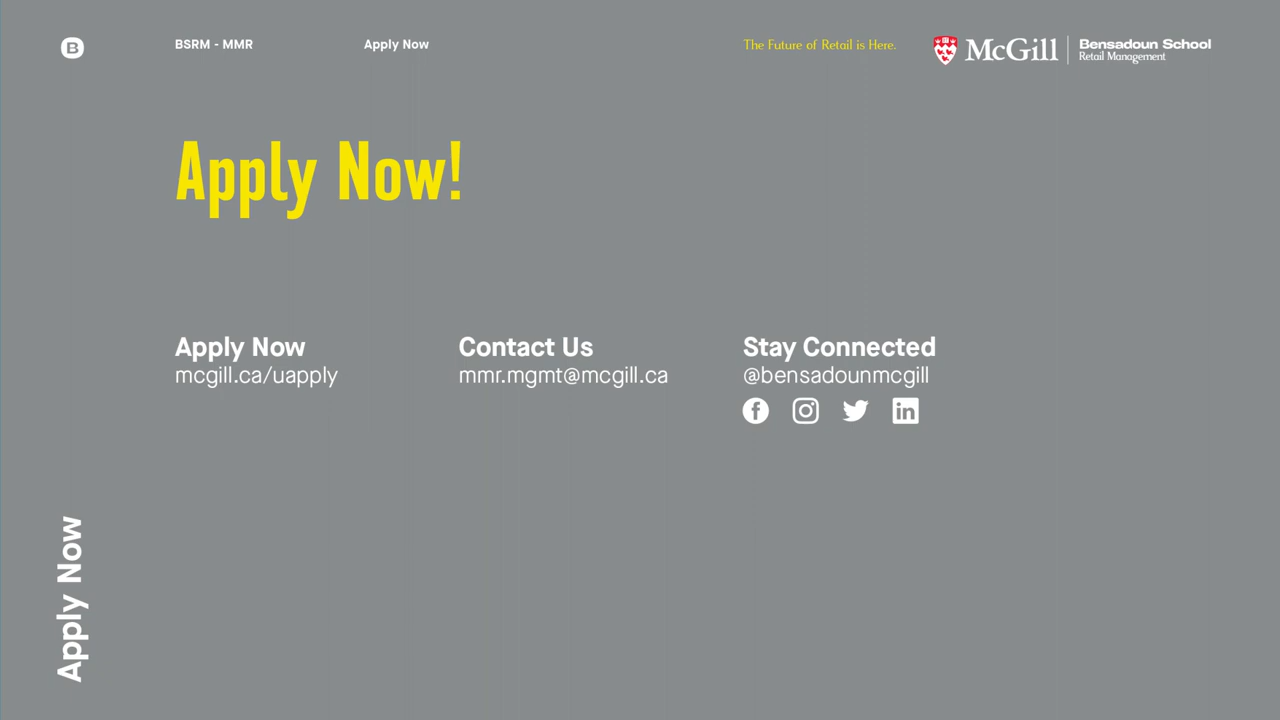 B
BSRM - MMR
Apply Now
The Future of Retail is Here.
McGill
Bensadoun School
Retail Management
Apply Now!
Apply Now
mcgill.ca/uapply
Contact Us
mmr.mgmt@mcgill.ca
Stay Connected
@bensadounmcgill
Apply Now